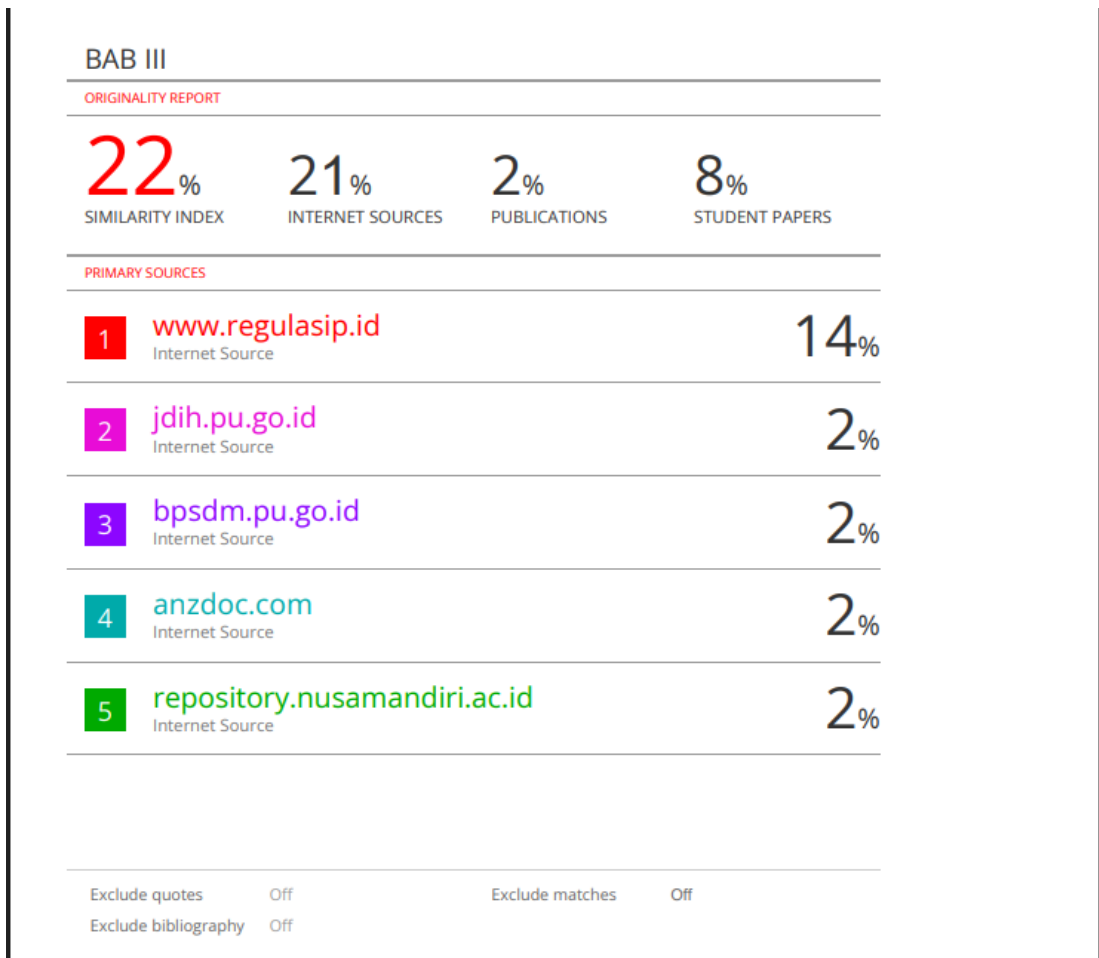 BAB III
ORIGINALITY REPORT
22% 21% 2% 8%
SIMILARITY INDEX INTERNET SOURCES PUBLICATIONS STUDENT PAPERS
PRIMARY SOURCES
1 www.regulasip.id 14%
Internet Source
2 jdih.pu.go.id 2%
Internet Source
3 bpsdm.pu.go.id 2%
Internet Source
4 anzdoc.com 2%
Internet Source
5 repository.nusamandiri.ac.id 2%
Internet Source
Exclude quotes Off Exclude matches Off
Exclude bibliography Off